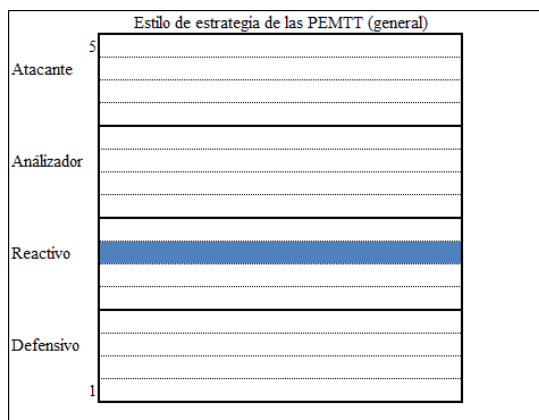 Estilo de estrategia de las PEMTT (general)
5
Atacante
Análizador
Reactivo
Defensivo
1